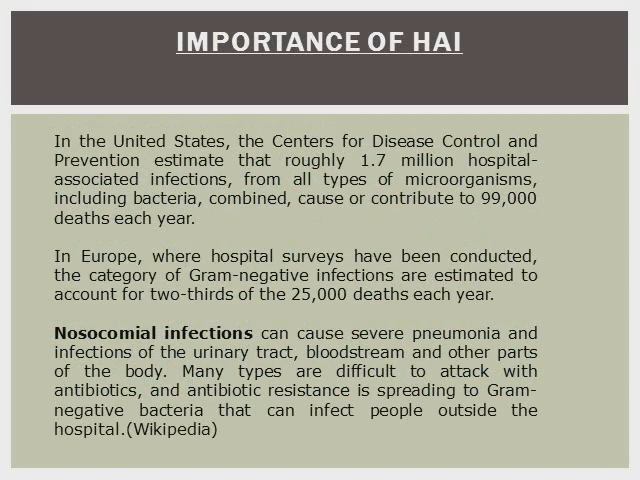 IMPORTANCE OF HAI
In the United States, the Centers for Disease Control and
Prevention estimate that roughly 1.7 million hospital-
associated infections, from all types of microorganisms,
including bacteria, combined, cause or contribute to 99,000
deaths each year.
In Europe, where hospital surveys have been conducted,
the category of Gram-negative infections are estimated to
account for two-thirds of the 25,000 deaths each year.
Nosocomial infections can cause severe pneumonia and
infections of the urinary tract, bloodstream and other parts
of the body. Many types are difficult to attack with
antibiotics, and antibiotic resistance is spreading to Gram-
negative bacteria that can infect people outside the
hospital.(Wikipedia)